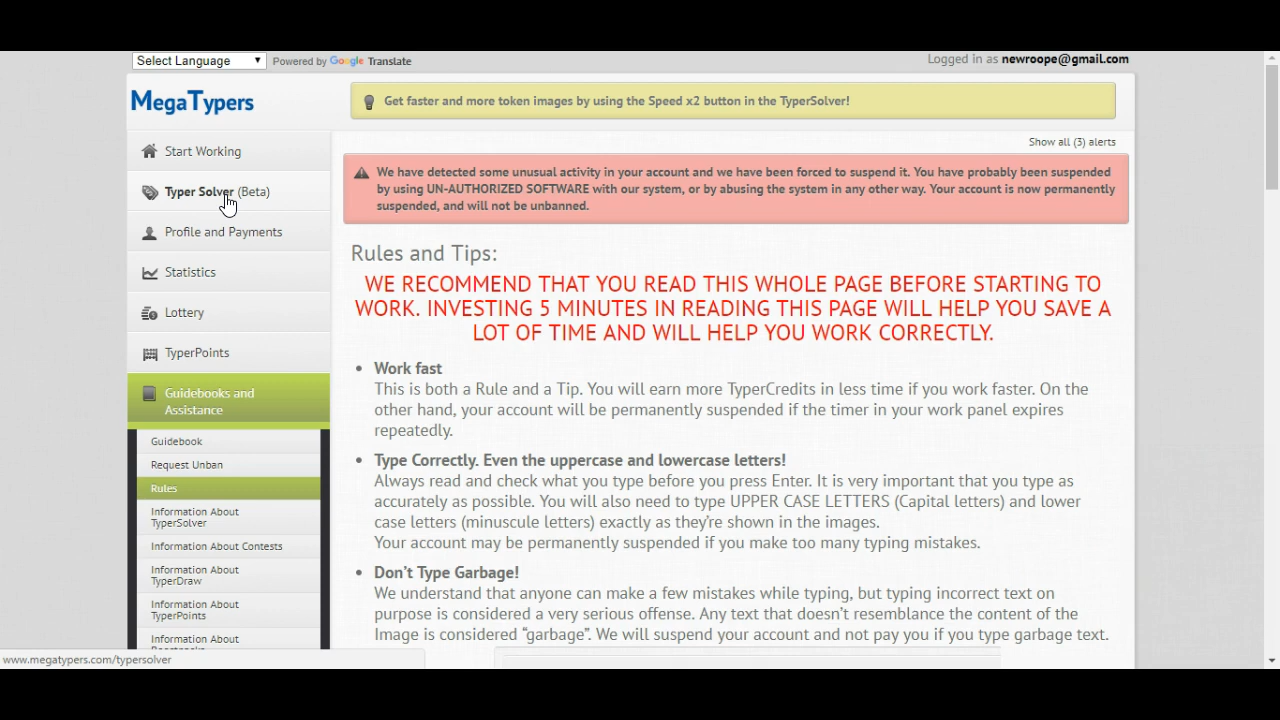 Select Language ▼ Powered by Google Translate
Logged in as newroope@gmail.com
MegaTypers
Get faster and more token images by using the Speed x2 button in the TyperSolver!
Show all (3) alerts
Start Working
Typer Solver (Beta)
Profile and Payments
Statistics
Lottery
TyperPoints
Guidebooks and
Assistance
Guidebook
Request Unban
Rules
Information About
TyperSolver
Information About Contests
Information About
TyperDraw
Information About
TyperPoints
Information About
We have detected some unusual activity in your account and we have been forced to suspend it. You have probably been suspended
by using UN-AUTHORIZED SOFTWARE with our system, or by abusing the system in any other way. Your account is now permanently
suspended, and will not be unbanned.
Rules and Tips:
WE RECOMMEND THAT YOU READ THIS WHOLE PAGE BEFORE STARTING TO
WORK. INVESTING 5 MINUTES IN READING THIS PAGE WILL HELP YOU SAVE A
LOT OF TIME AND WILL HELP YOU WORK CORRECTLY.
• Work fast
This is both a Rule and a Tip. You will earn more TyperCredits in less time if you work faster. On the
other hand, your account will be permanently suspended if the timer in your work panel expires
repeatedly.
• Type Correctly. Even the uppercase and lowercase letters!
Always read and check what you type before you press Enter. It is very important that you type as
accurately as possible. You will also need to type UPPER CASE LETTERS (Capital letters) and lower
case letters (minuscule letters) exactly as they’re shown in the images.
Your account may be permanently suspended if you make too many typing mistakes.
• Don’t Type Garbage!
We understand that anyone can make a few mistakes while typing, but typing incorrect text on
purpose is considered a very serious offense. Any text that doesn’t resemblance the content of the
Image is considered “garbage”. We will suspend your account and not pay you if you type garbage text.
www.megatypers.com/typersolver